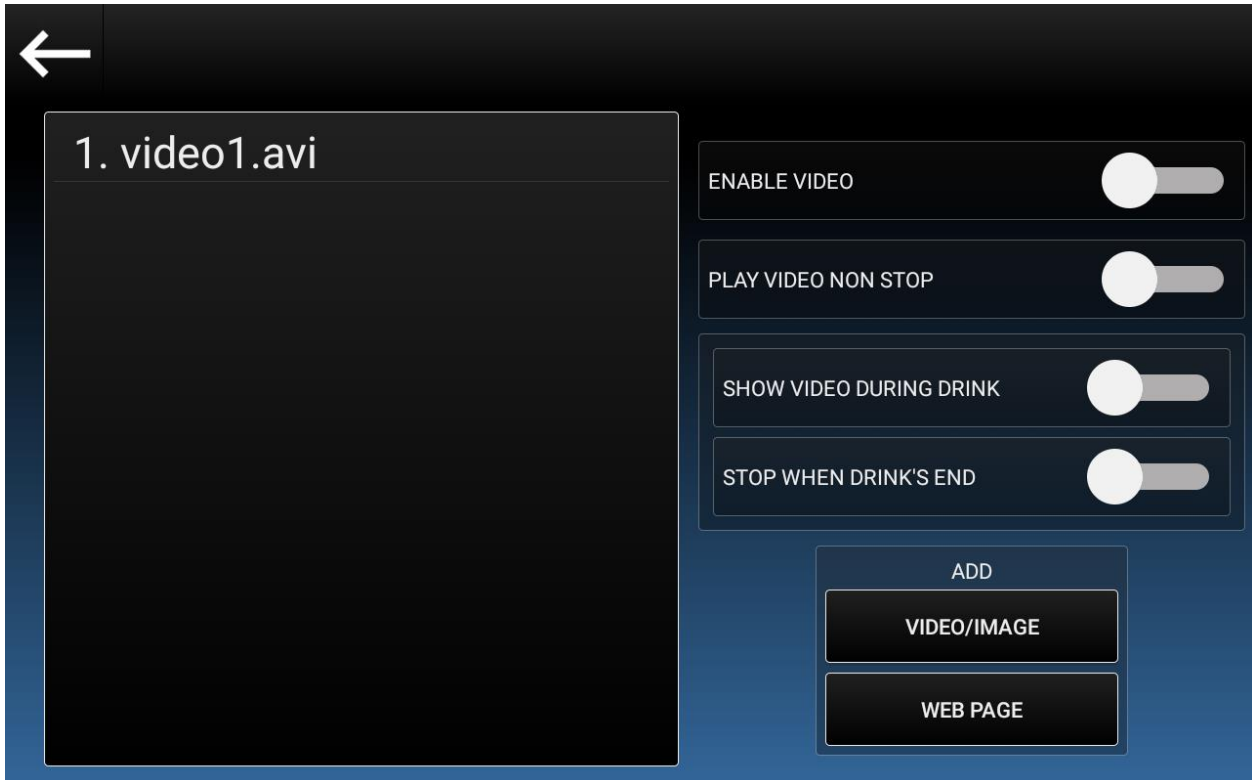 1. video1.avi
ENABLE VIDEO
PLAY VIDEO NON STOP
SHOW VIDEO DURING DRINK
STOP WHEN DRINK'S END
ADD
VIDEO/IMAGE
WEB PAGE